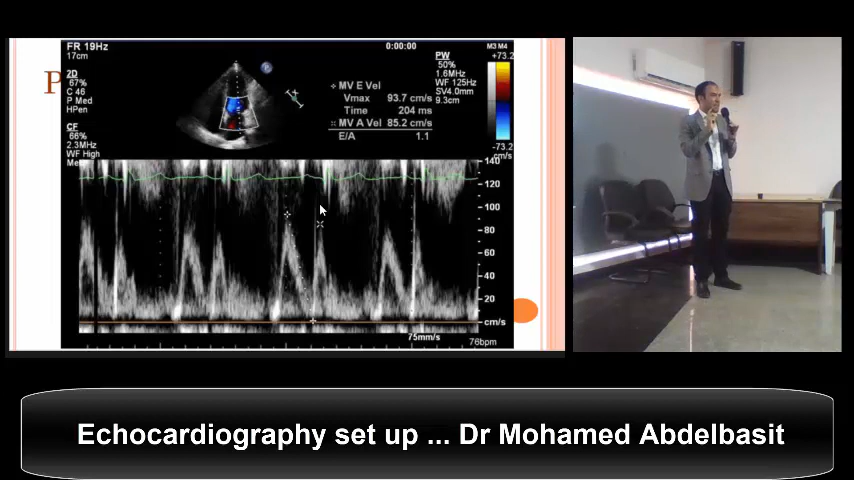 P
FR 19Hz
17cm
2D
67%
C 46
P Med
HPen
CF
66%
2.3MHz
WF High
Me
0:00:00
MV E Vel
Vmax 93.7 cm/s
Time 204 ms
MV A Vel 85.2 cm/s
E/A 1.1
PW
50%
1.6MHz
WF 125Hz
SV4.0mm
9.3cm
M3 M4
+73.2
-73.2
cm/s
140
120
100
80
60
40
20
cm/s
75mm/s
76bpm
Echocardiography set up ... Dr Mohamed Abdelbasit